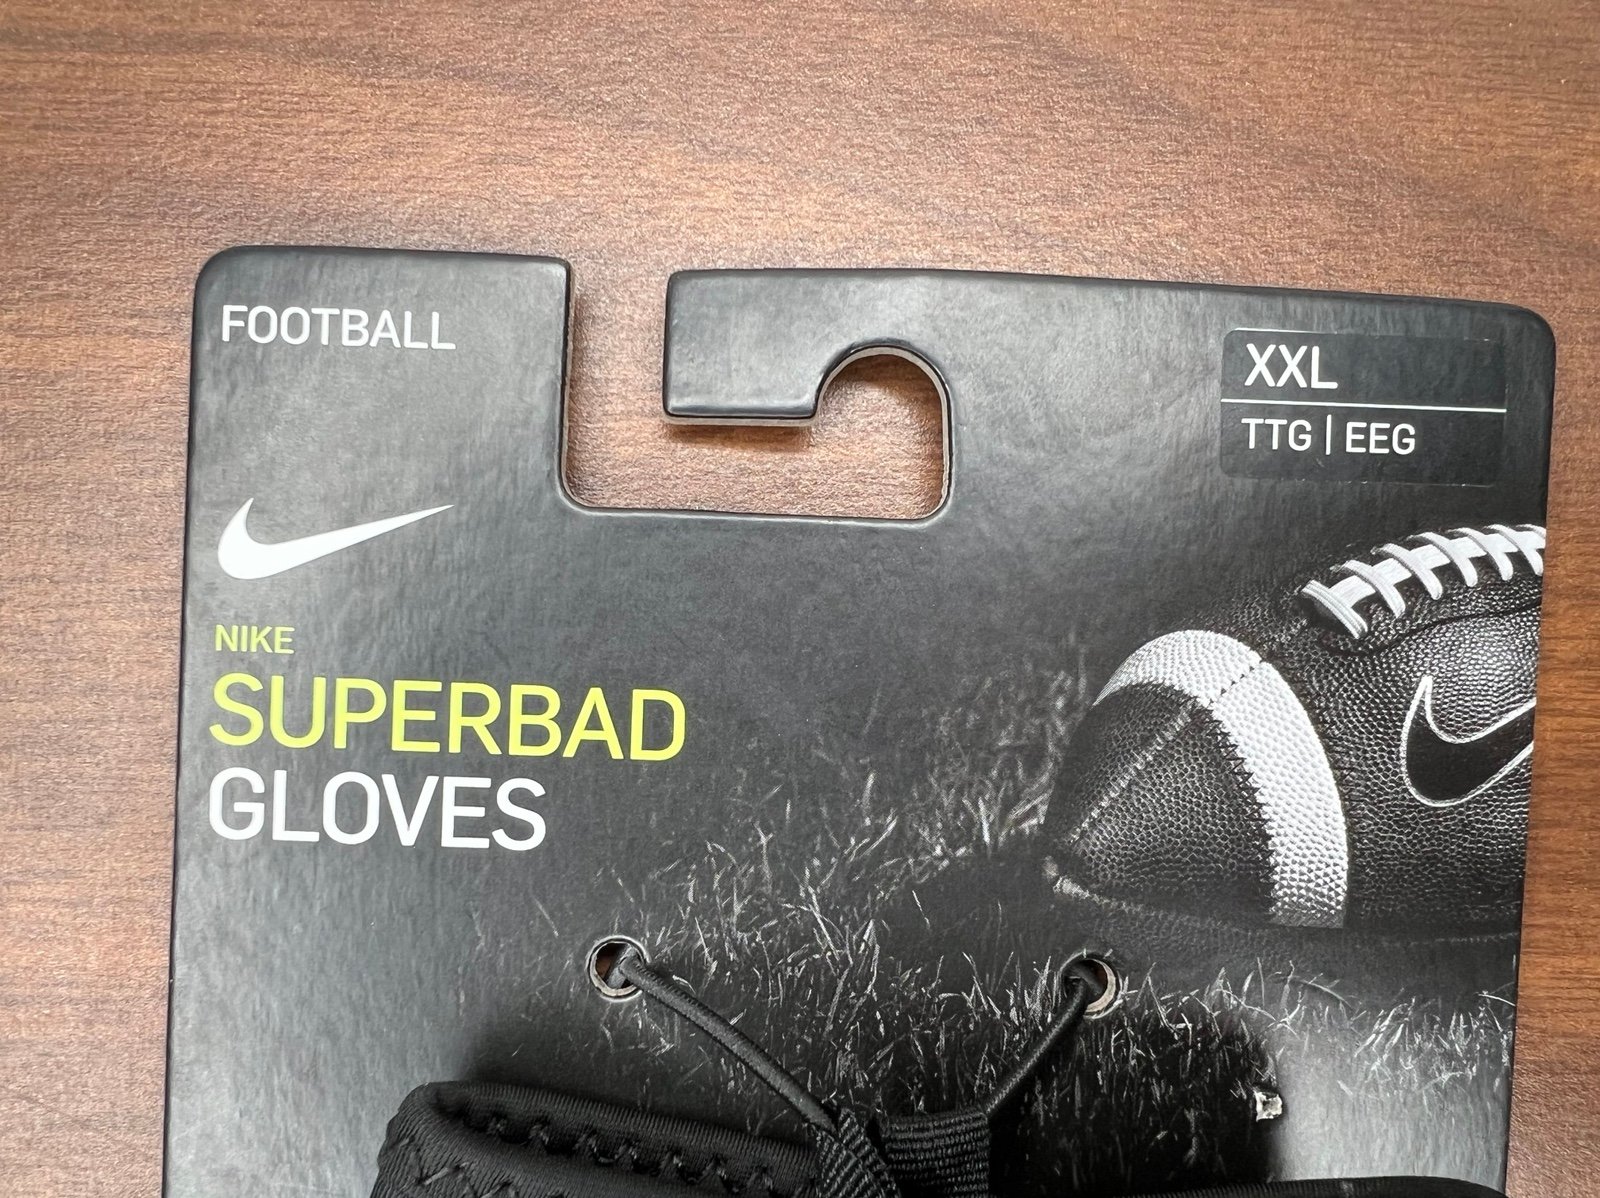 FOOTBALL
XXL
TTG | EEG
NIKE
SUPERBAD
GLOVES